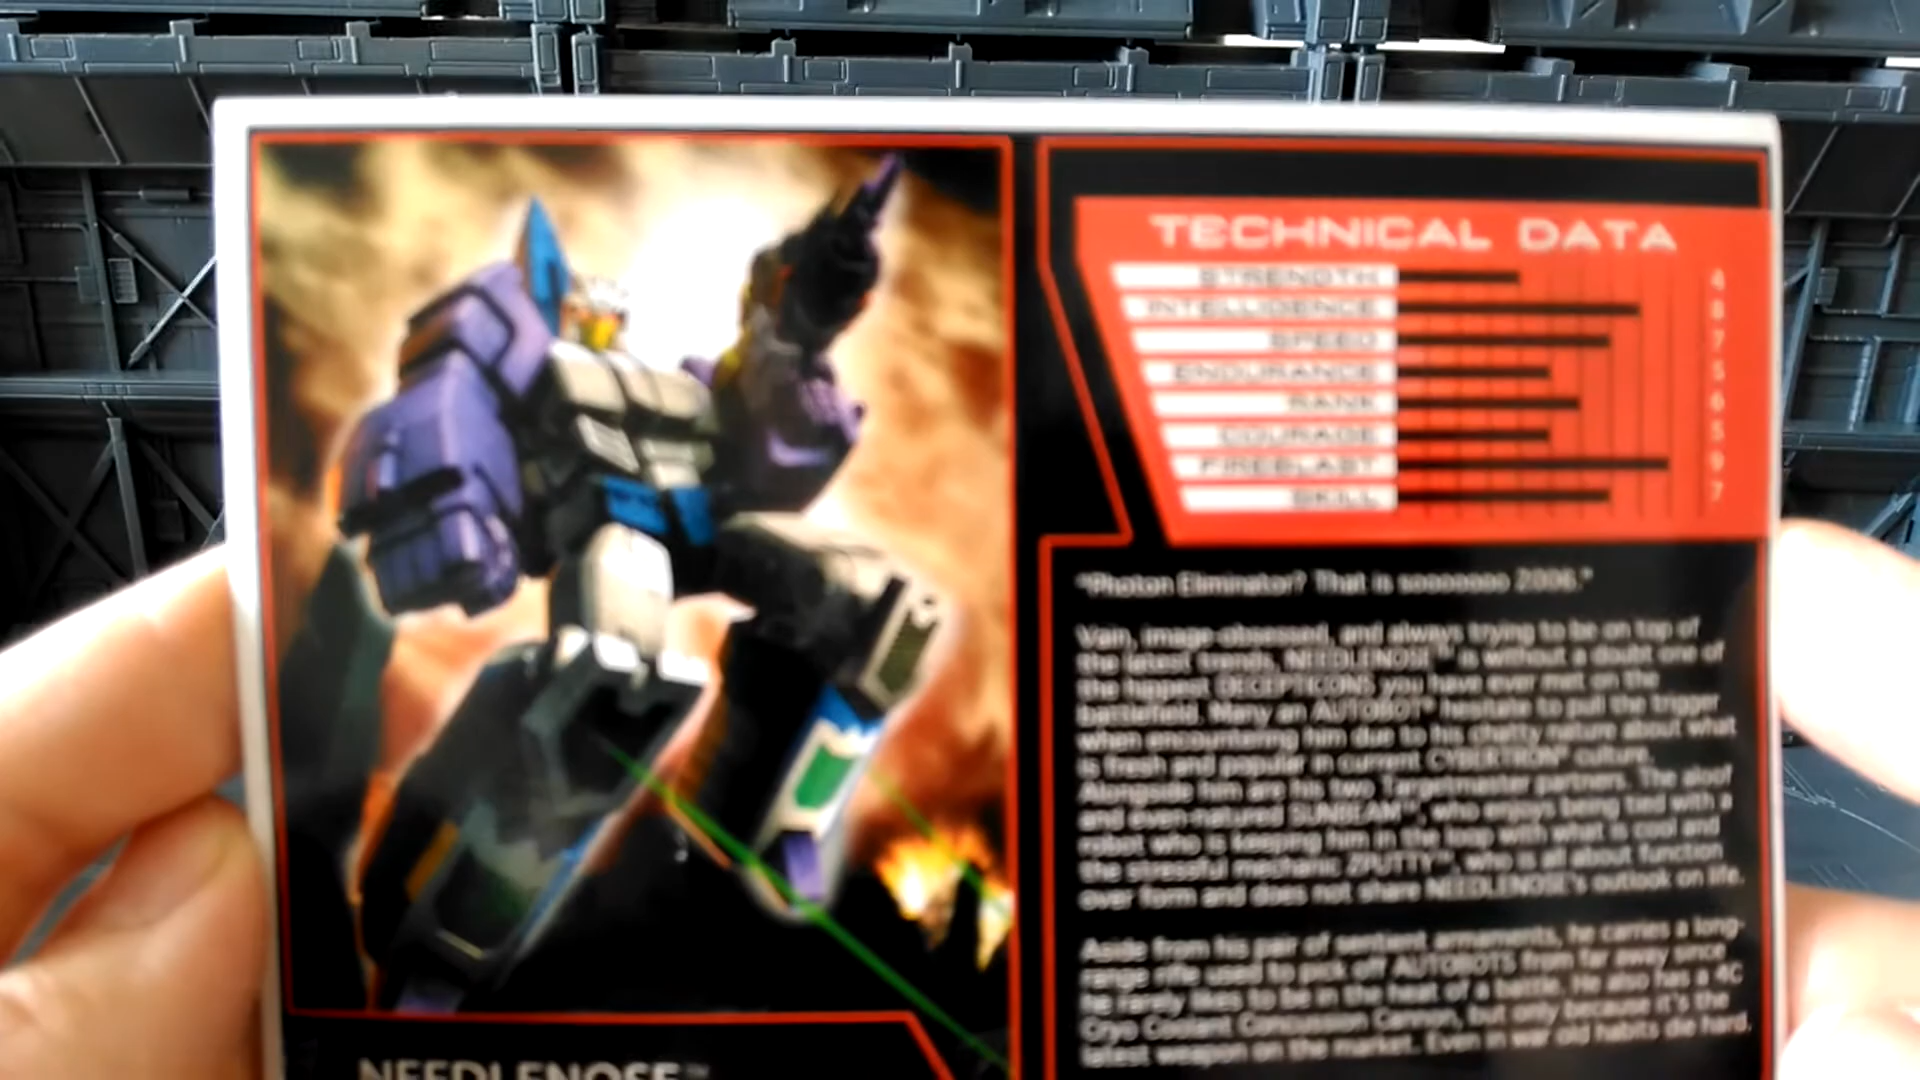 TECHNICAL DATA
STRENGTH 4
INTELLIGENCE 8
SPEED 7
ENDURANCE 5
RANK 6
COURAGE 5
FIREBLAST 9
SKILL 7
"Photon Eliminator? That is sooooooo 2006."
Vain, image-obsessed, and always trying to be on top of
the latest trends, NEEDLENOSE™ is without a doubt one of
the hippest DECEPTICONS you have ever met on the
battlefield. Many an AUTOBOT® hesitate to pull the trigger
when encountering him due to his chatty nature about what
is fresh and popular in current CYBERTRON® culture.
Alongside him are his two Targetmaster partners. The aloof
and even-natured SUNBEAM™, who enjoys being tied with a
robot who is keeping him in the loop with what is cool and
the stressful mechanic ZPUTTY™, who is all about function
over form and does not share NEEDLENOSE's outlook on life.
Aside from his pair of sentient armaments, he carries a long-
range rifle used to pick off AUTOBOTS from far away since
he rarely likes to be in the heat of a battle. He also has a 4C
Cryo Coolant Concussion Cannon, but only because it's the
latest weapon on the market. Even in war old habits die hard.
NEEDLENOSE™